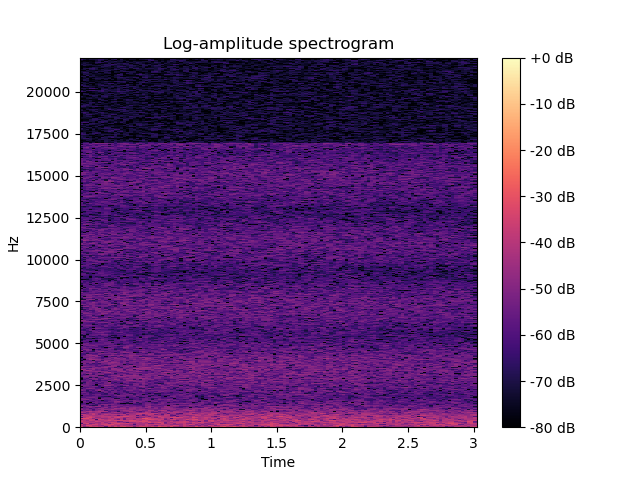 Log-amplitude spectrogram
Hz
20000
17500
15000
12500
10000
7500
5000
2500
0
0 0.5 1 1.5 2 2.5 3
Time
+0 dB
-10 dB
-20 dB
-30 dB
-40 dB
-50 dB
-60 dB
-70 dB
-80 dB